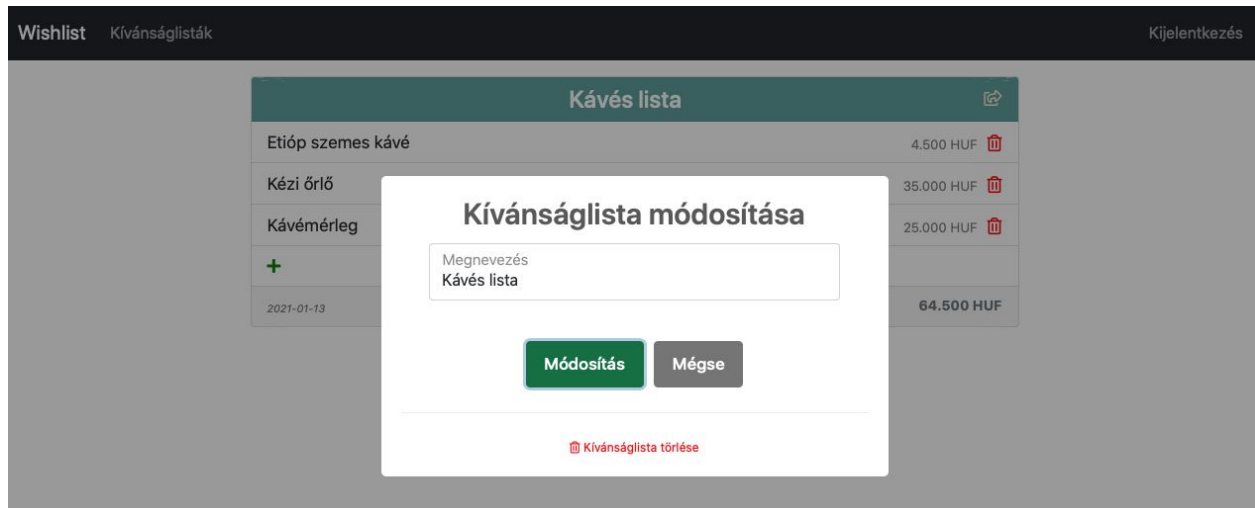 Wishlist Kívánságlisták Kijelentkezés
Kávés lista
Etióp szemes kávé 4.500 HUF
Kézi őrlő 35.000 HUF
Kávémérleg 25.000 HUF
+
2021-01-13 64.500 HUF
Kívánságlista módosítása
Megnevezés
Kávés lista
Módosítás Mégse
Kívánságlista törlése